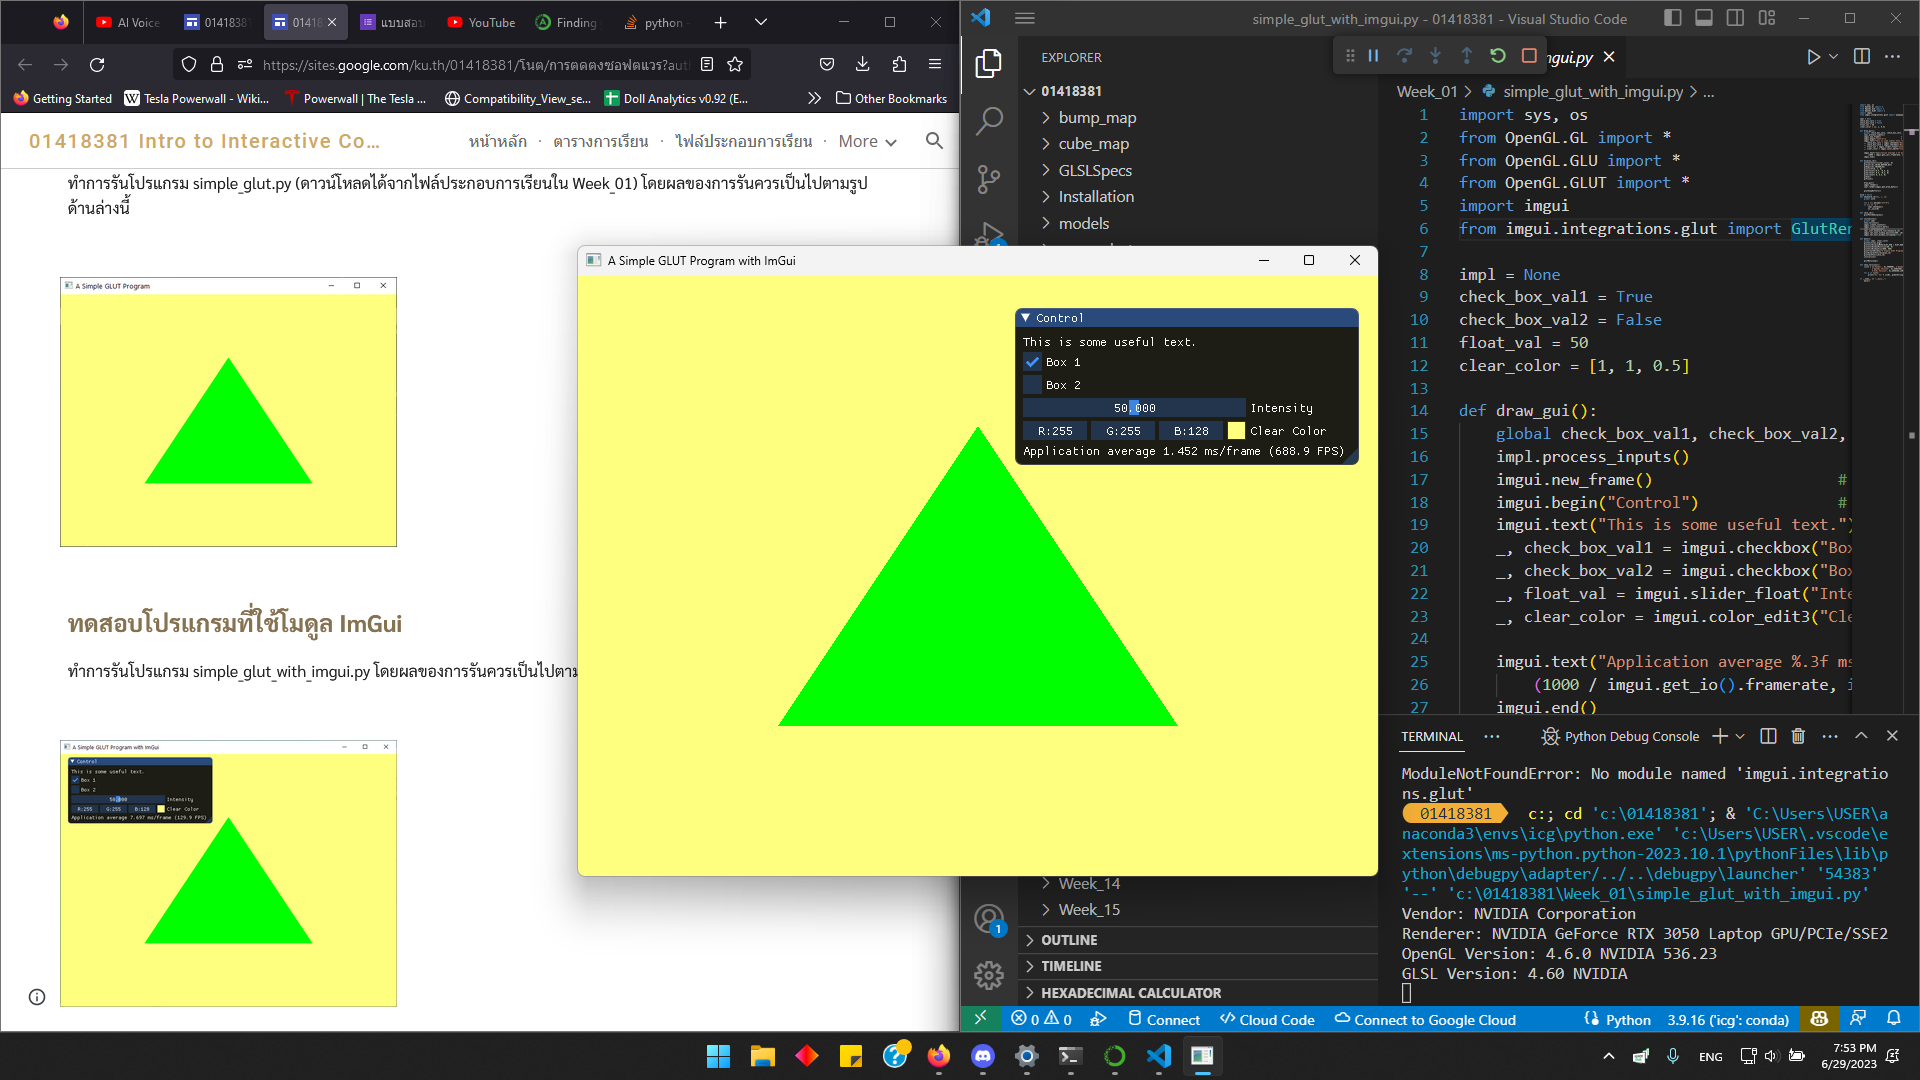 AI Voice
01418381
01418
แบบสอบ
YouTube
Finding
python
https://sites.google.com/ku.th/01418381/โนต/การตดตงซอฟตแวร?aut
Getting Started
Tesla Powerwall - Wiki...
Powerwall | The Tesla ...
Compatibility_View_se...
Doll Analytics v0.92 (E...
Other Bookmarks
01418381 Intro to Interactive Co...
หน้าหลัก
ตารางการเรียน
ไฟล์ประกอบการเรียน
More
ทำการรันโปรแกรม simple_glut.py (ดาวน์โหลดได้จากไฟล์ประกอบการเรียนใน Week_01) โดยผลของการรันควรเป็นไปตามรูป
ด้านล่างนี้
A Simple GLUT Program
ทดสอบโปรแกรมที่ใช้โมดูล ImGui
ทำการรันโปรแกรม simple_glut_with_imgui.py โดยผลของการรันควรเป็นไปตาม
A Simple GLUT Program with ImGui
Control
This is some useful text.
Box 1
Box 2
50.000 Intensity
R:255 G:255 B:128 Clear Color
Application average 7.697 ms/frame (129.9 FPS)
A Simple GLUT Program with ImGui
Control
This is some useful text.
Box 1
Box 2
50.000 Intensity
R:255 G:255 B:128 Clear Color
Application average 1.452 ms/frame (688.9 FPS)
simple_glut_with_imgui.py - 01418381 - Visual Studio Code
EXPLORER
01418381
bump_map
cube_map
GLSLSpecs
Installation
models
Week_14
Week_15
OUTLINE
TIMELINE
HEXADECIMAL CALCULATOR
ngui.py
Week_01 > simple_glut_with_imgui.py > ...
1 import sys, os
2 from OpenGL.GL import *
3 from OpenGL.GLU import *
4 from OpenGL.GLUT import *
5 import imgui
6 from imgui.integrations.glut import GlutRen
7
8 impl = None
9 check_box_val1 = True
10 check_box_val2 = False
11 float_val = 50
12 clear_color = [1, 1, 0.5]
13
14 def draw_gui():
15 global check_box_val1, check_box_val2,
16 impl.process_inputs()
17 imgui.new_frame() #
18 imgui.begin("Control") #
19 imgui.text("This is some useful text.")
20 _, check_box_val1 = imgui.checkbox("Box
21 _, check_box_val2 = imgui.checkbox("Box
22 _, float_val = imgui.slider_float("Inte
23 _, clear_color = imgui.color_edit3("Cle
24
25 imgui.text("Application average %.3f ms
26 (1000 / imgui.get_io().framerate, i
27 imgui.end()
TERMINAL
Python Debug Console
ModuleNotFoundError: No module named 'imgui.integratio
ns.glut'
01418381 c:; cd 'c:\01418381'; & 'C:\Users\USER\a
naconda3\envs\icg\python.exe' 'c:\Users\USER\.vscode\e
xtensions\ms-python.python-2023.10.1\pythonFiles\lib\p
ython\debugpy\adapter/../..\debugpy\launcher' '54383'
'--' 'c:\01418381\Week_01\simple_glut_with_imgui.py'
Vendor: NVIDIA Corporation
Renderer: NVIDIA GeForce RTX 3050 Laptop GPU/PCIe/SSE2
OpenGL Version: 4.6.0 NVIDIA 536.23
GLSL Version: 4.60 NVIDIA
1
0
0
Connect
Cloud Code
Connect to Google Cloud
Python
3.9.16 ('icg': conda)
ENG
7:53 PM
6/29/2023